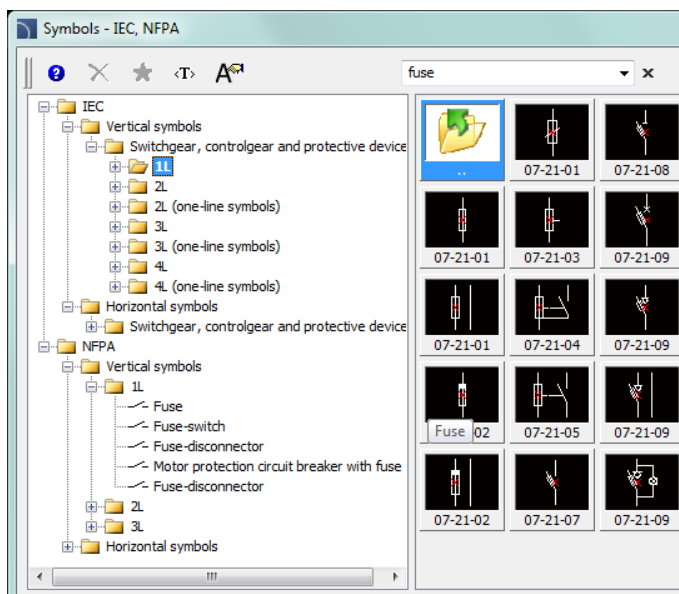 Symbols - IEC, NFPA
<T> A
fuse
IEC
Vertical symbols
Switchgear, controlgear and protective device
1L
2L
2L (one-line symbols)
3L
3L (one-line symbols)
4L
4L (one-line symbols)
Horizontal symbols
Switchgear, controlgear and protective device
NFPA
Vertical symbols
1L
Fuse
Fuse-switch
Fuse-disconnector
Motor protection circuit breaker with fuse
Fuse-disconnector
2L
3L
Horizontal symbols
.. 07-21-01 07-21-08
07-21-01 07-21-03 07-21-09
07-21-01 07-21-04 07-21-09
Fuse 02 07-21-05 07-21-09
07-21-02 07-21-07 07-21-09